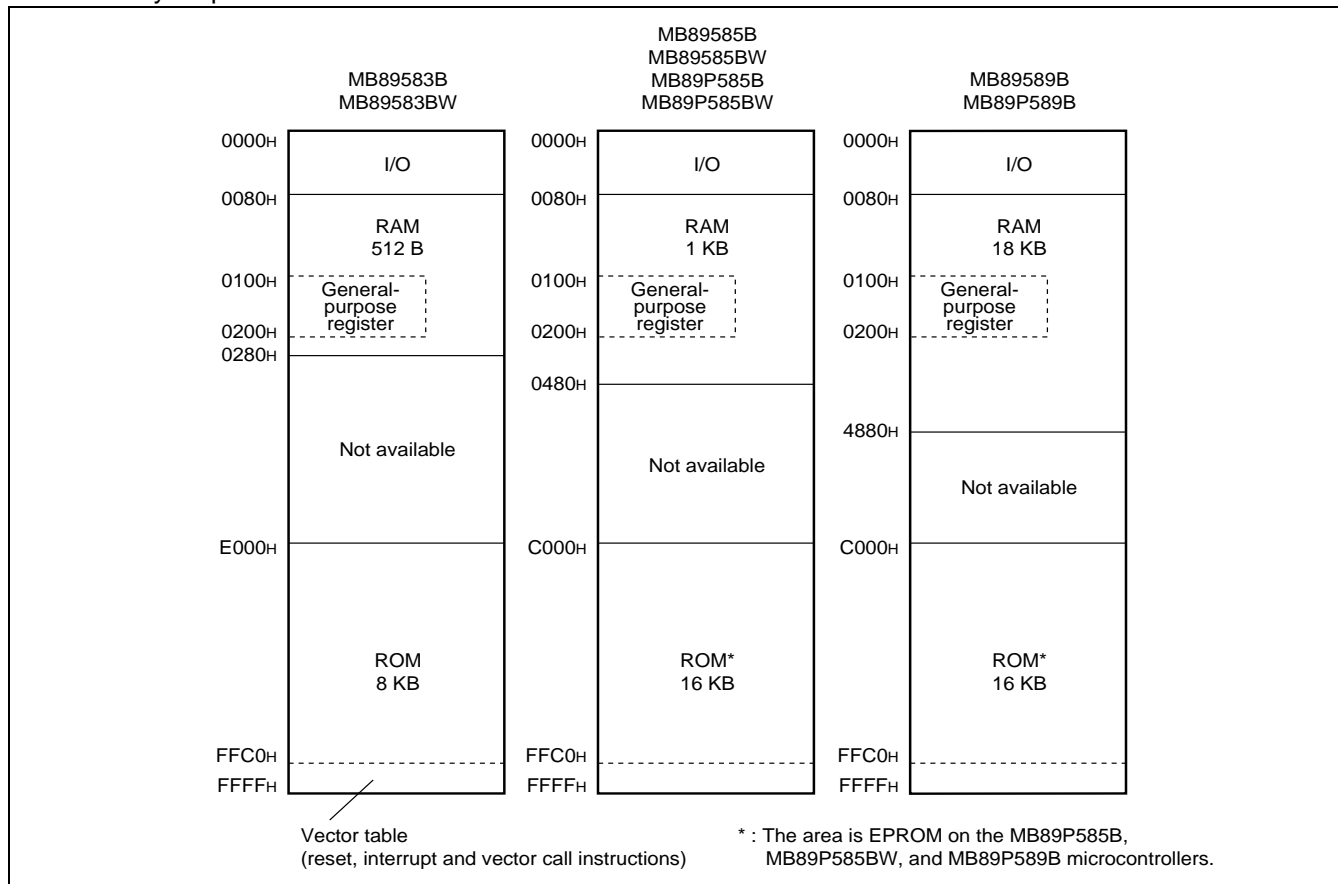 MB89583B
MB89583BW
0000H
I/O
0080H
RAM
512 B
0100H
General-
purpose
register
0200H
0280H
Not available
E000H
ROM
8 KB
FFC0H
FFFFH
Vector table
(reset, interrupt and vector call instructions)
MB89585B
MB89585BW
MB89P585B
MB89P585BW
0000H
I/O
0080H
RAM
1 KB
0100H
General-
purpose
register
0200H
0480H
Not available
C000H
ROM*
16 KB
FFC0H
FFFFH
MB89589B
MB89P589B
0000H
I/O
0080H
RAM
18 KB
0100H
General-
purpose
register
0200H
4880H
Not available
C000H
ROM*
16 KB
FFC0H
FFFFH
* : The area is EPROM on the MB89P585B,
MB89P585BW, and MB89P589B microcontrollers.